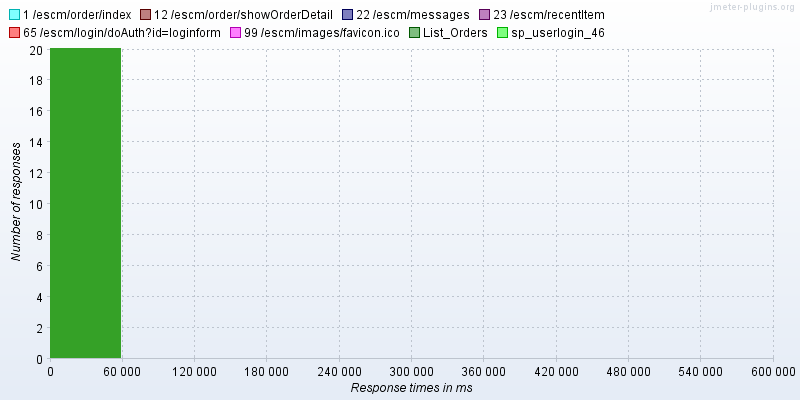 jmeter-plugins.org
1 /escm/order/index 12 /escm/order/showOrderDetail 22 /escm/messages 23 /escm/recentItem
65 /escm/login/doAuth?id=loginform 99 /escm/images/favicon.ico List_Orders sp_userlogin_46
Number of responses
20
18
16
14
12
10
8
6
4
2
0
0 60 000 120 000 180 000 240 000 300 000 360 000 420 000 480 000 540 000 600 000
Response times in ms